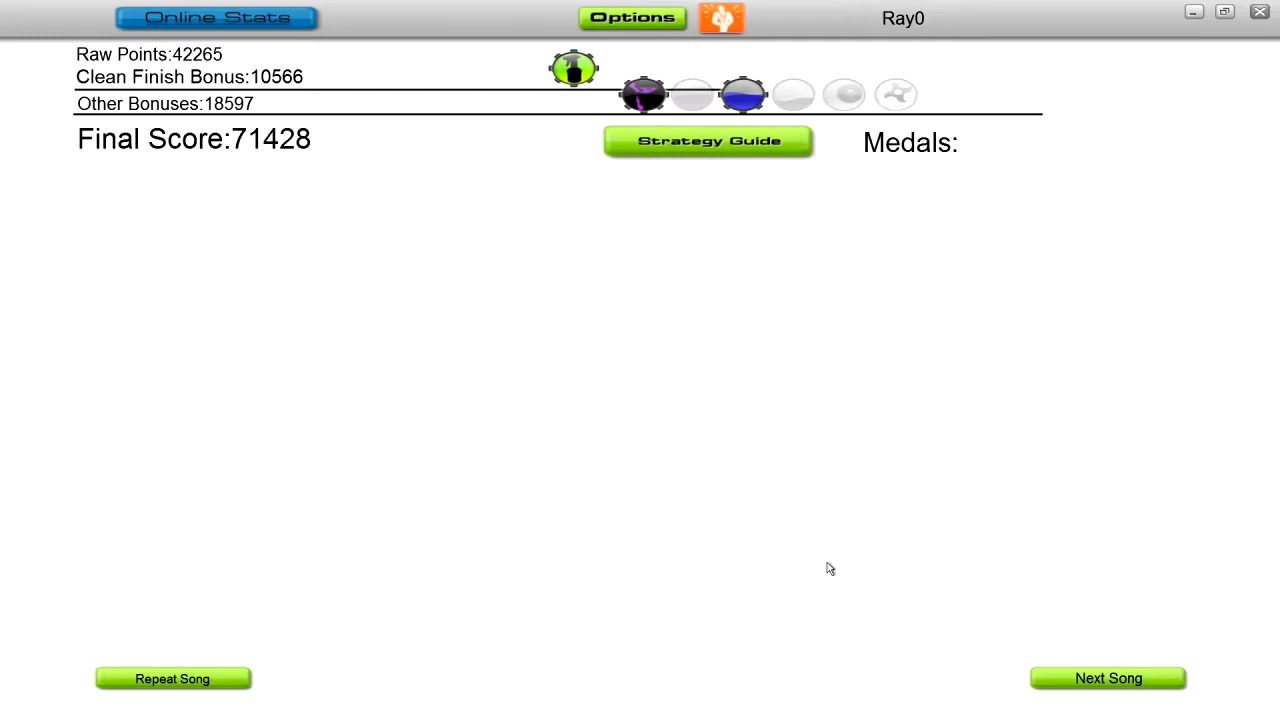 Online Stats
Options
Ray0
Raw Points:42265
Clean Finish Bonus:10566
Other Bonuses:18597
Final Score:71428
Strategy Guide
Medals:
Repeat Song
Next Song